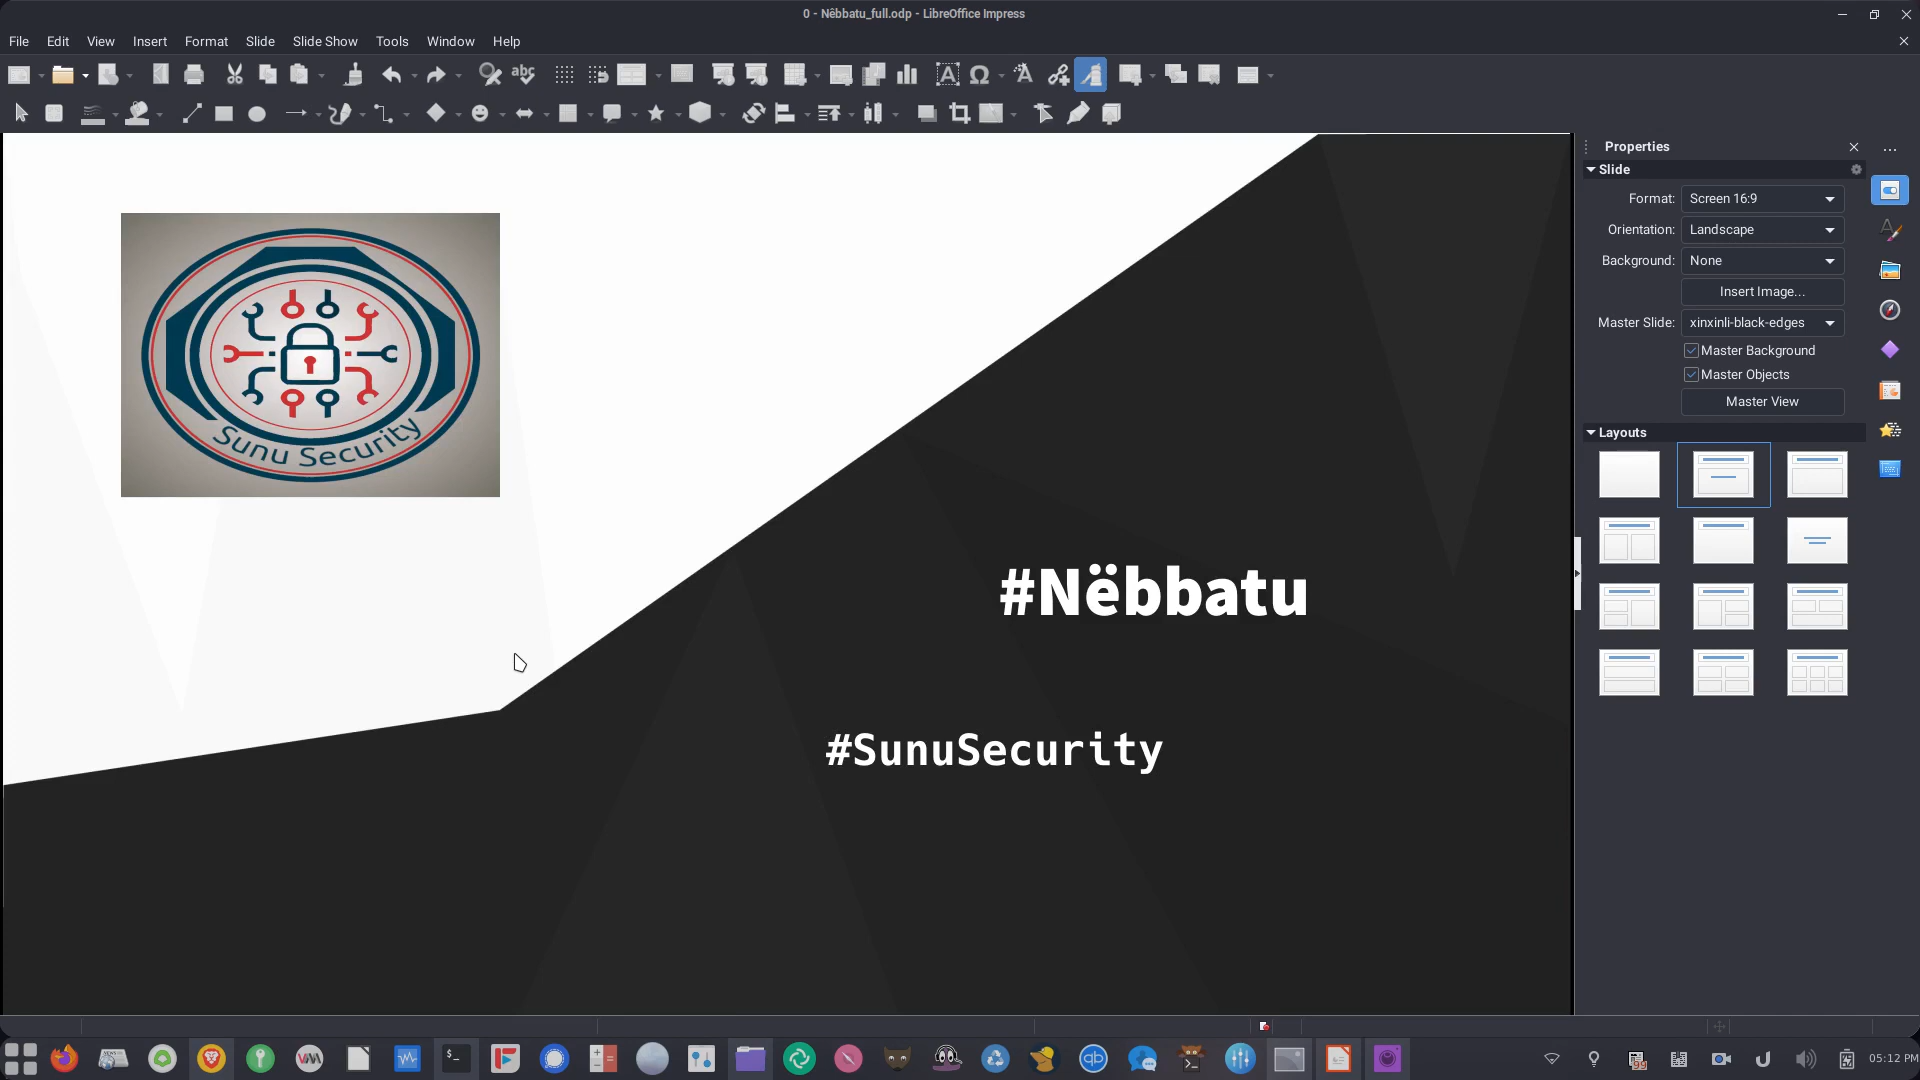 0 - Nêbbatu_full.odp - LibreOffice Impress
File Edit View Insert Format Slide Slide Show Tools Window Help
Properties
Slide
Format: Screen 16:9
Orientation: Landscape
Background: None
Insert Image...
Master Slide: xinxinli-black-edges
Master Background
Master Objects
Master View
Layouts
Sunu Security
#Nëbbatu
#SunuSecurity
05:12 PM